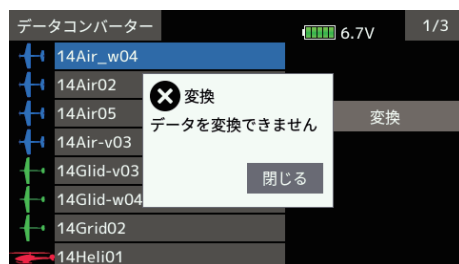 データコンバーター
6.7V
1/3
14Air_w04
14Air02
14Air05
14Air-v03
14Glid-v03
14Glid-w04
14Grid02
14Heli01
変換
データを変換できません
閉じる
変換